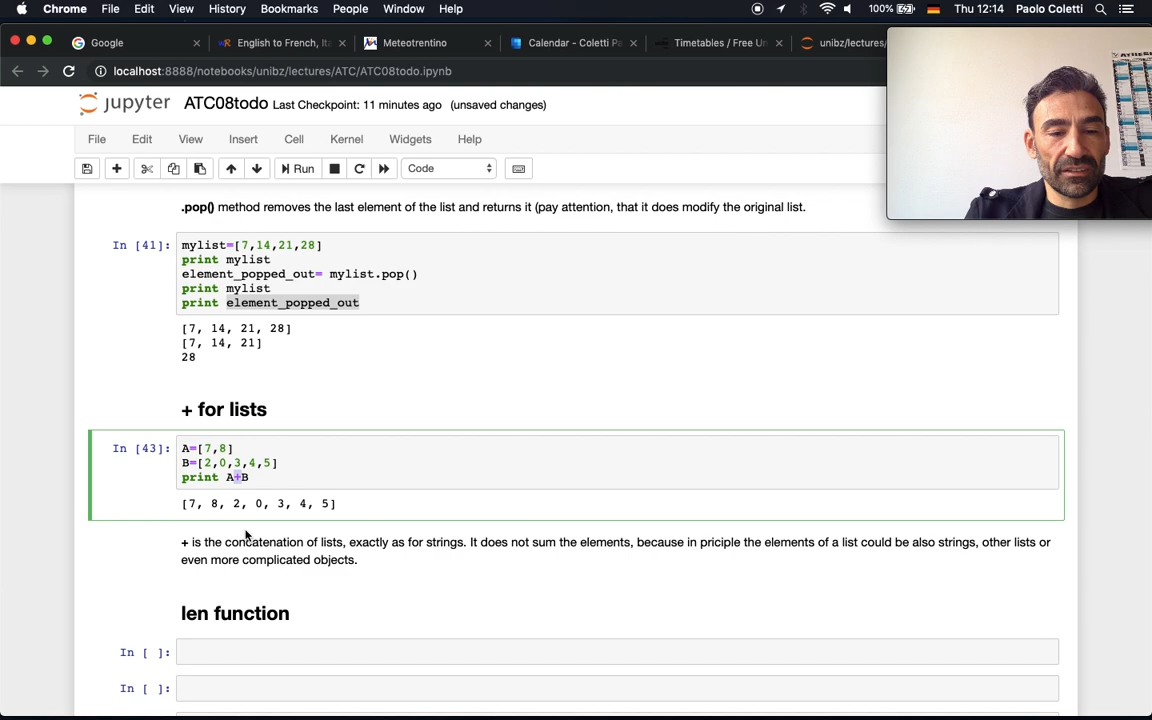 Chrome File Edit View History Bookmarks People Window Help 100% Thu 12:14 Paolo Coletti
Google English to French, Ita Meteotrentino Calendar - Coletti Pa Timetables / Free Un unibz/lectures/
localhost:8888/notebooks/unibz/lectures/ATC/ATC08todo.ipynb
jupyter ATC08todo Last Checkpoint: 11 minutes ago (unsaved changes)
File Edit View Insert Cell Kernel Widgets Help
Run Code
.pop() method removes the last element of the list and returns it (pay attention, that it does modify the original list.
In [41]: mylist=[7,14,21,28]
print mylist
element_popped_out= mylist.pop()
print mylist
print element_popped_out
[7, 14, 21, 28]
[7, 14, 21]
28
+ for lists
In [43]: A=[7,8]
B=[2,0,3,4,5]
print A+B
[7, 8, 2, 0, 3, 4, 5]
+ is the concatenation of lists, exactly as for strings. It does not sum the elements, because in priciple the elements of a list could be also strings, other lists or
even more complicated objects.
len function
In [ ]:
In [ ]: